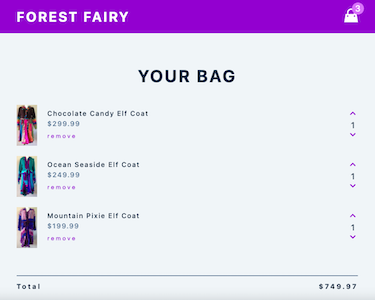 FOREST FAIRY
3
YOUR BAG
Chocolate Candy Elf Coat
$299.99
remove
1
Ocean Seaside Elf Coat
$249.99
remove
1
Mountain Pixie Elf Coat
$199.99
remove
1
Total $749.97